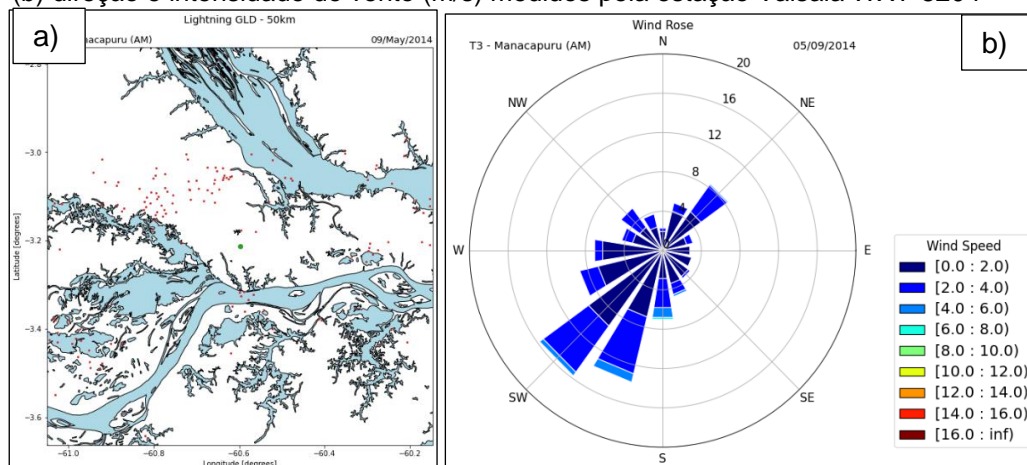 Lightning GLD - 50km
a)
nacapuru (AM)
09/May/2014
−3.0
−3.2
−3.4
−3.6
Latitude [degrees]
−61.0
−60.8
−60.6
−60.4
−60.2
b)
Wind Rose
T3 - Manacapuru (AM)
05/09/2014
N
NE
E
SE
S
SW
W
NW
20
16
12
8
4
Wind Speed
[0.0 : 2.0)
[2.0 : 4.0)
[4.0 : 6.0)
[6.0 : 8.0)
[8.0 : 10.0)
[10.0 : 12.0)
[12.0 : 14.0)
[14.0 : 16.0)
[16.0 : inf)